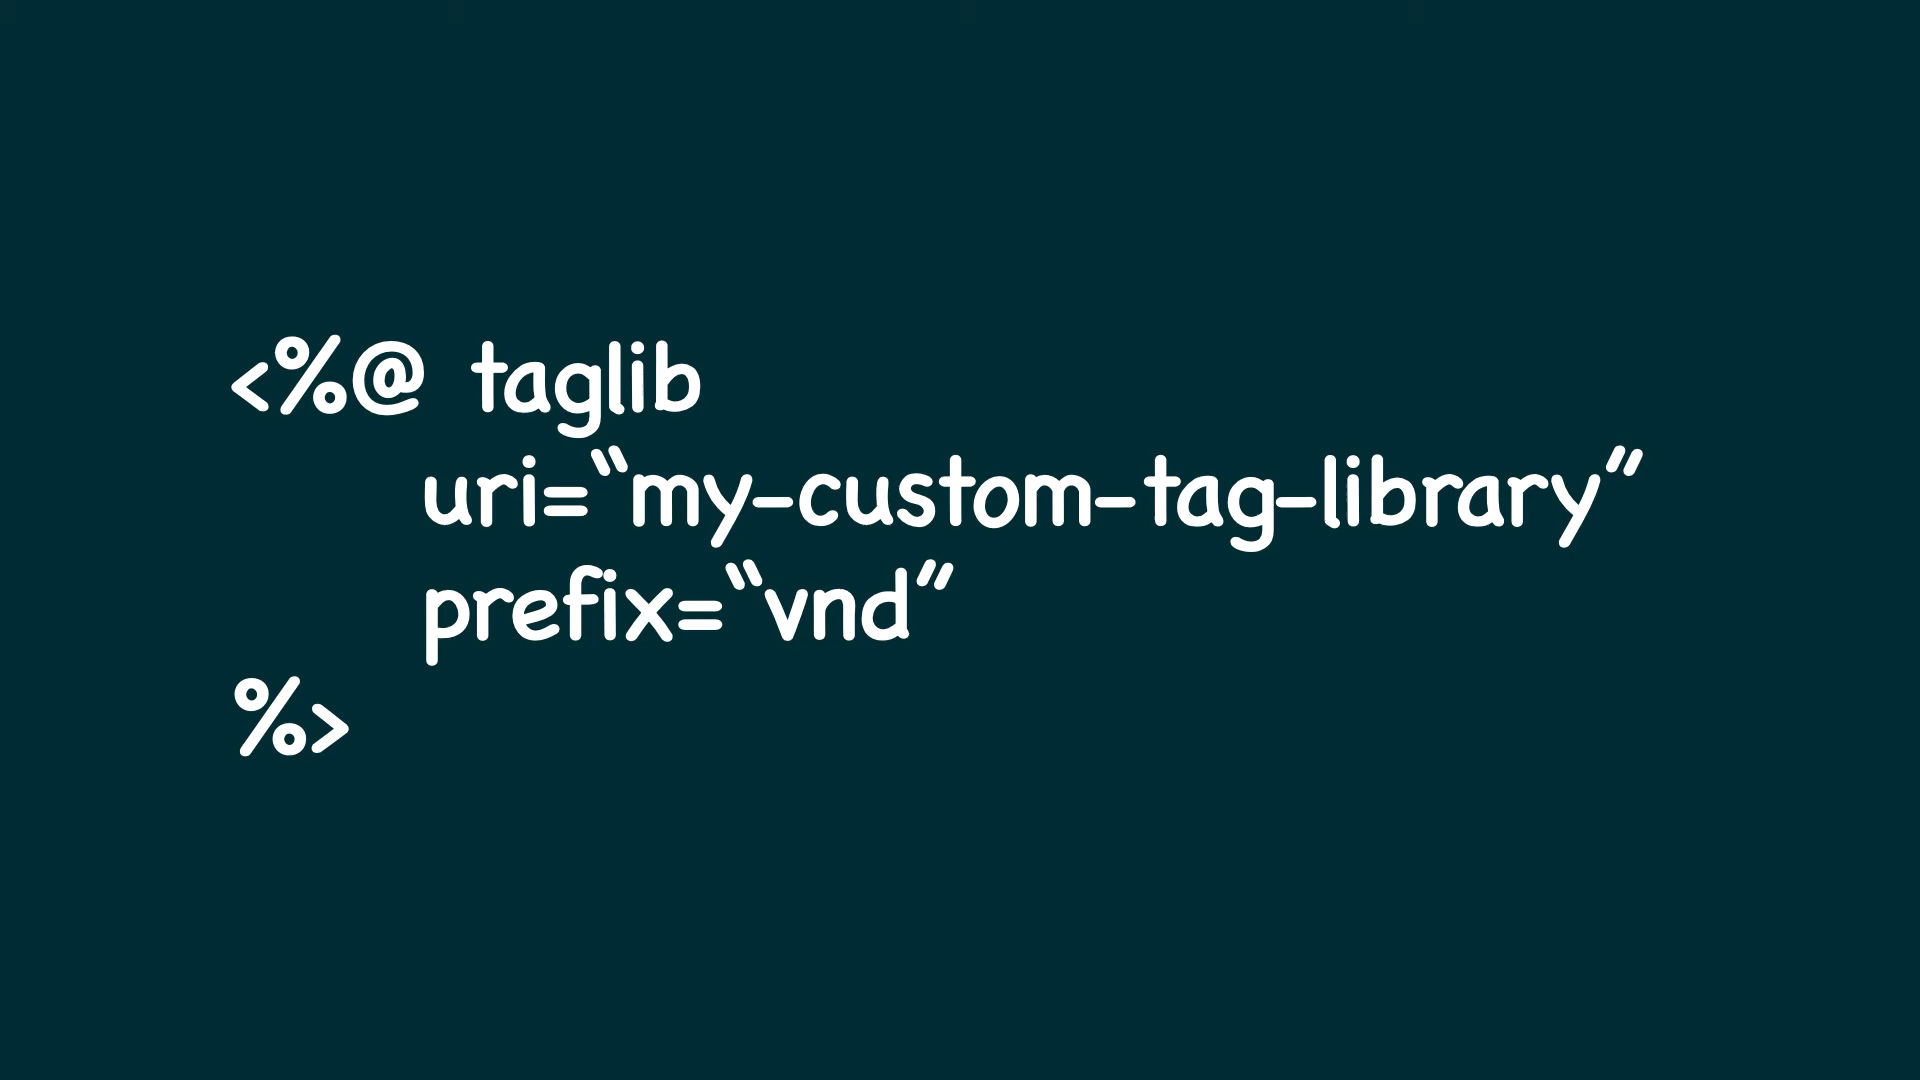 <%@ taglib
uri=“my-custom-tag-library”
prefix=“vnd”
%>